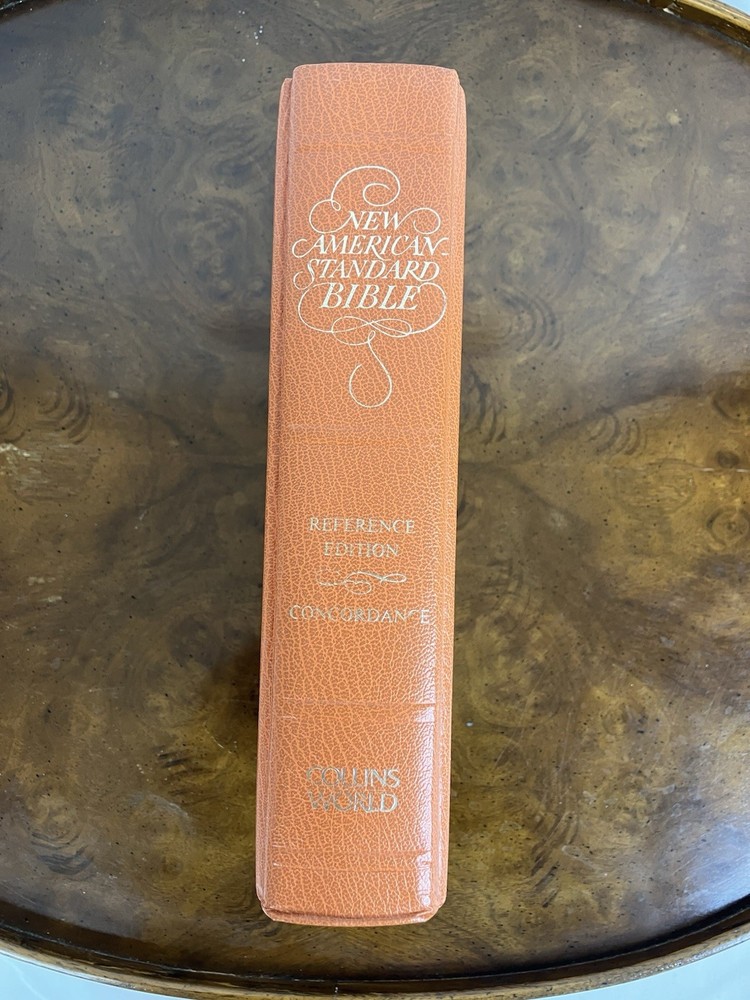 NEW
AMERICAN
STANDARD
BIBLE
REFERENCE
EDITION
CONCORDANCE
COLLINS
WORLD